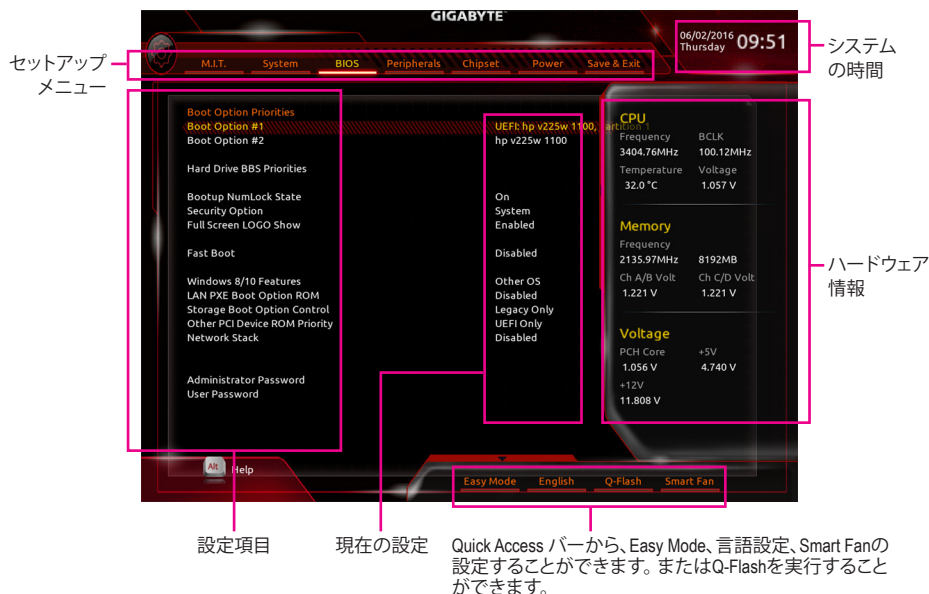 GIGABYTE
06/02/2016
Thursday
09:51
システム
の時間
セットアップ
メニュー
M.I.T. System BIOS Peripherals Chipset Power Save & Exit
Boot Option Priorities
Boot Option #1 UEFI: hp v225w 1100, Partition 1
Boot Option #2 hp v225w 1100
Hard Drive BBS Priorities
Bootup NumLock State On
Security Option System
Full Screen LOGO Show Enabled
Fast Boot Disabled
Windows 8/10 Features Other OS
LAN PXE Boot Option ROM Disabled
Storage Boot Option Control Legacy Only
Other PCI Device ROM Priority UEFI Only
Network Stack Disabled
Administrator Password
User Password
CPU
Frequency BCLK
3404.76MHz 100.12MHz
Temperature Voltage
32.0 °C 1.057 V
Memory
Frequency
2135.97MHz 8192MB
Ch A/B Volt Ch C/D Volt
1.221 V 1.221 V
Voltage
PCH Core +5V
1.056 V 4.740 V
+12V
11.808 V
ハードウェア
情報
Alt Help
Easy Mode English Q-Flash Smart Fan
設定項目
現在の設定
Quick Access バーから、Easy Mode、言語設定、Smart Fanの
設定することができます。またはQ-Flashを実行すること
ができます。